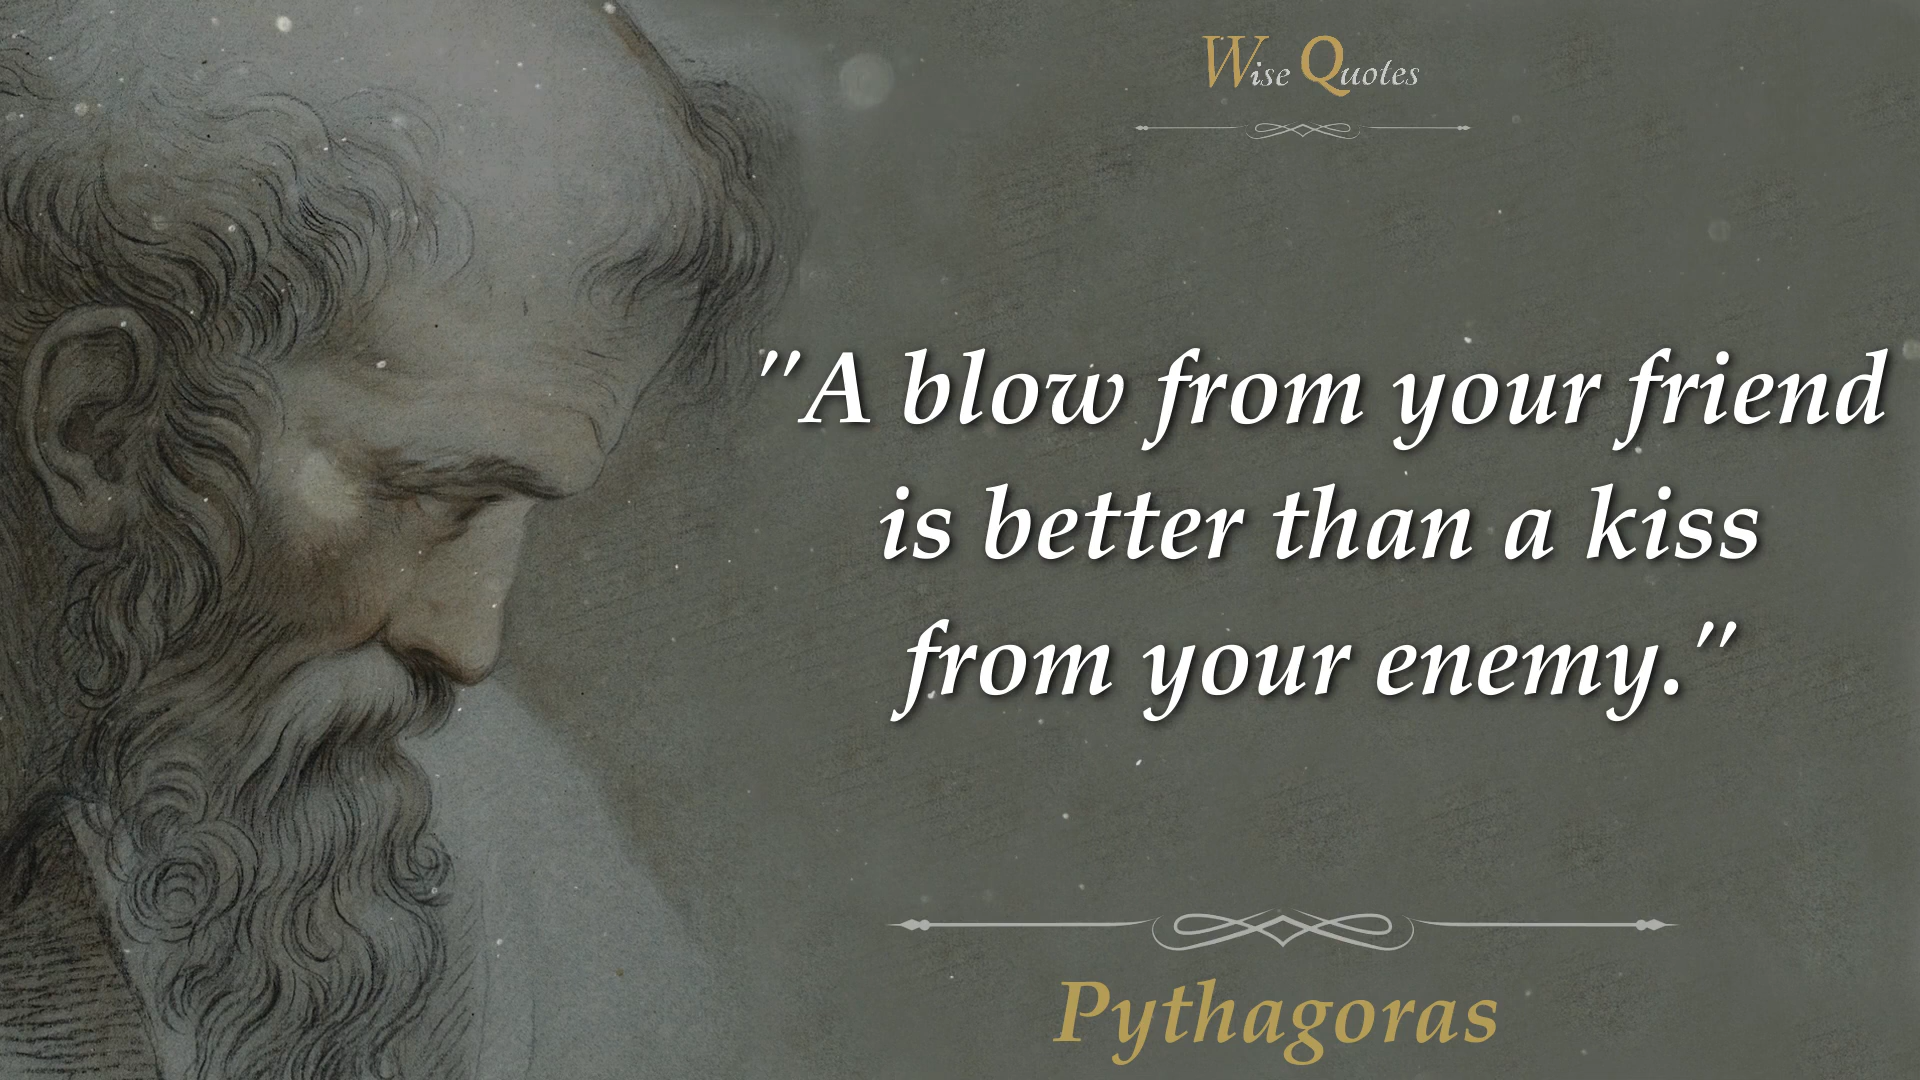 Wise Quotes
"A blow from your friend
is better than a kiss
from your enemy."
Pythagoras